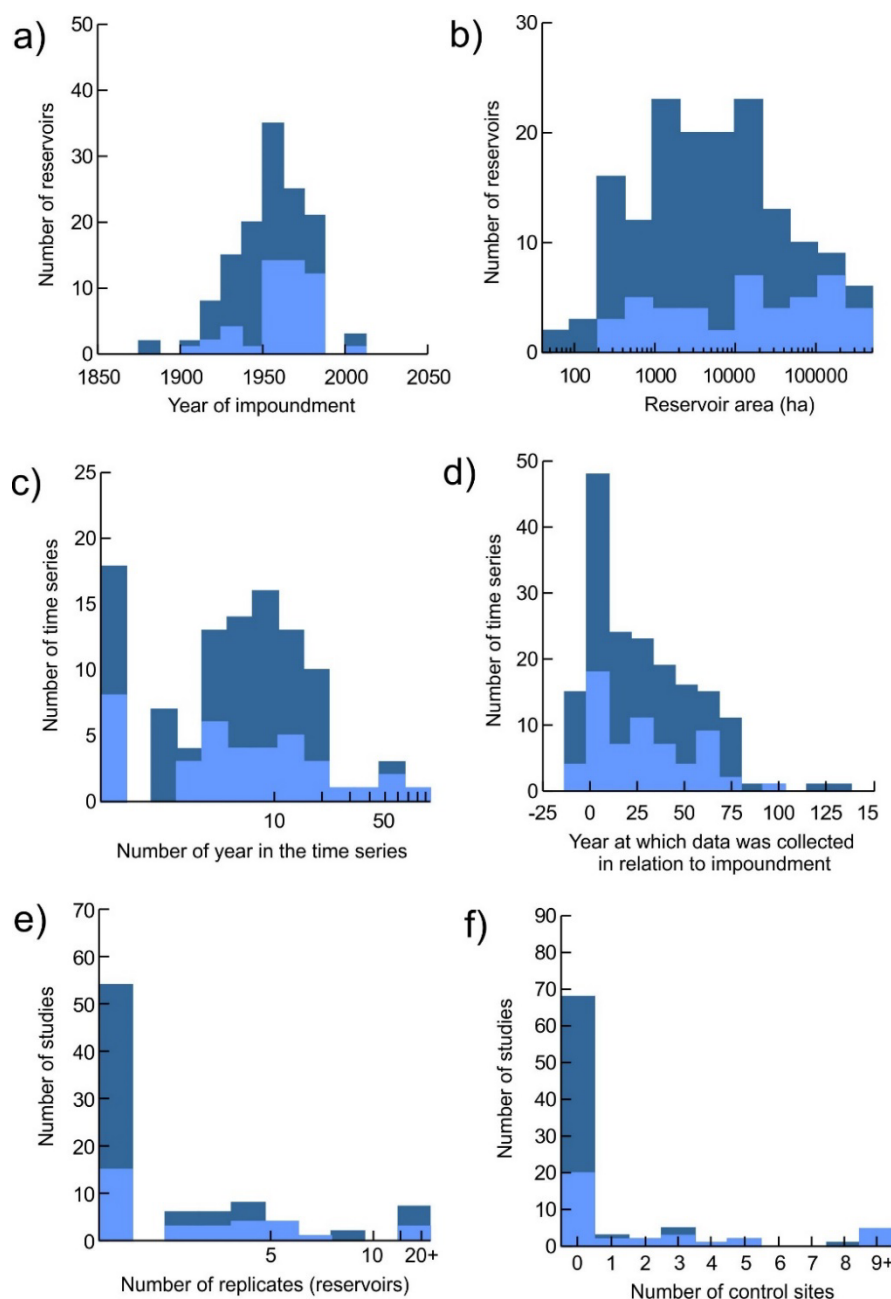 a)
50
40
30
20
10
0
Number of reservoirs
1850 1900 1950 2000 2050
Year of impoundment
b)
30
20
10
0
Number of reservoirs
100 1000 10000 100000
Reservoir area (ha)
c)
25
20
15
10
5
0
Number of time series
10 50
Number of year in the time series
d)
50
40
30
20
10
0
Number of time series
-25 0 25 50 75 100 125 15
Year at which data was collected
in relation to impoundment
e)
70
60
50
40
30
20
10
0
Number of studies
5 10 20+
Number of replicates (reservoirs)
f)
90
80
70
60
50
40
30
20
10
0
Number of studies
0 1 2 3 4 5 6 7 8 9+
Number of control sites